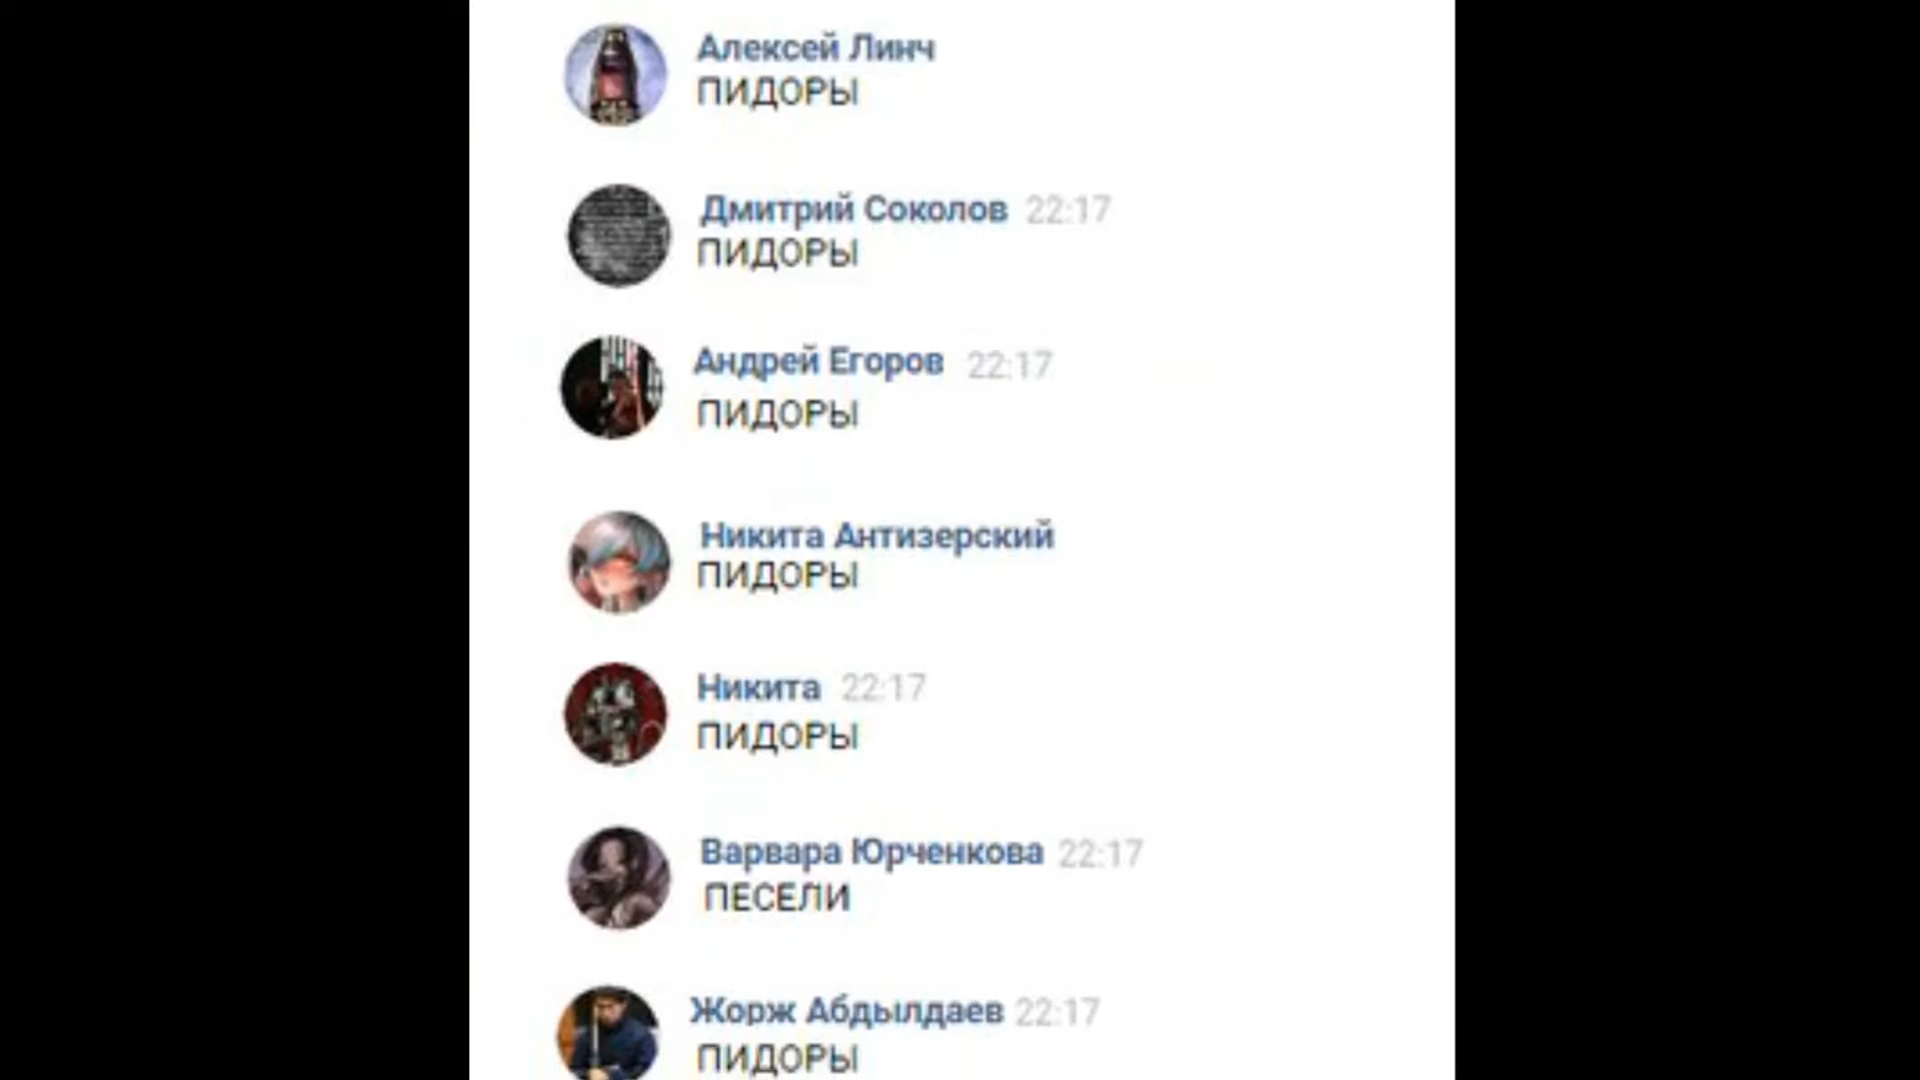 Алексей Линч
ПИДОРЫ
Дмитрий Соколов 22:17
ПИДОРЫ
Андрей Егоров 22:17
ПИДОРЫ
Никита Антизерский
ПИДОРЫ
Никита 22:17
ПИДОРЫ
Варвара Юрченкова 22:17
ПЕСЕЛИ
Жорж Абдылдаев 22:17
ПИДОРЫ